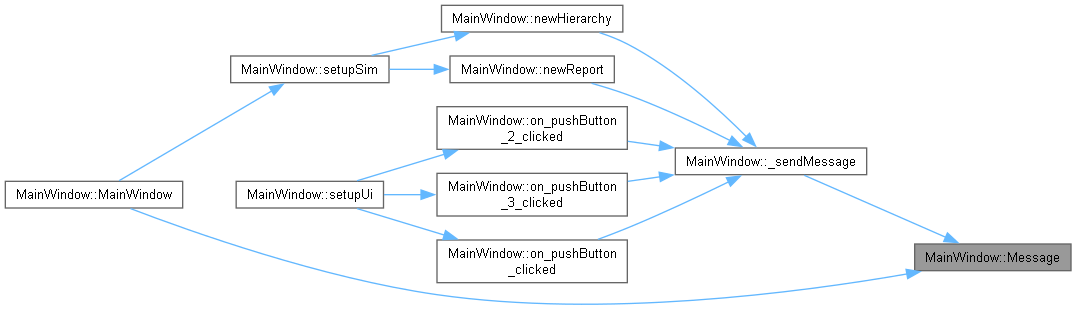 MainWindow::newHierarchy
MainWindow::setupSim
MainWindow::newReport
MainWindow::on_pushButton
_2_clicked
MainWindow::_sendMessage
MainWindow::MainWindow
MainWindow::setupUi
MainWindow::on_pushButton
_3_clicked
MainWindow::on_pushButton
_clicked
MainWindow::Message